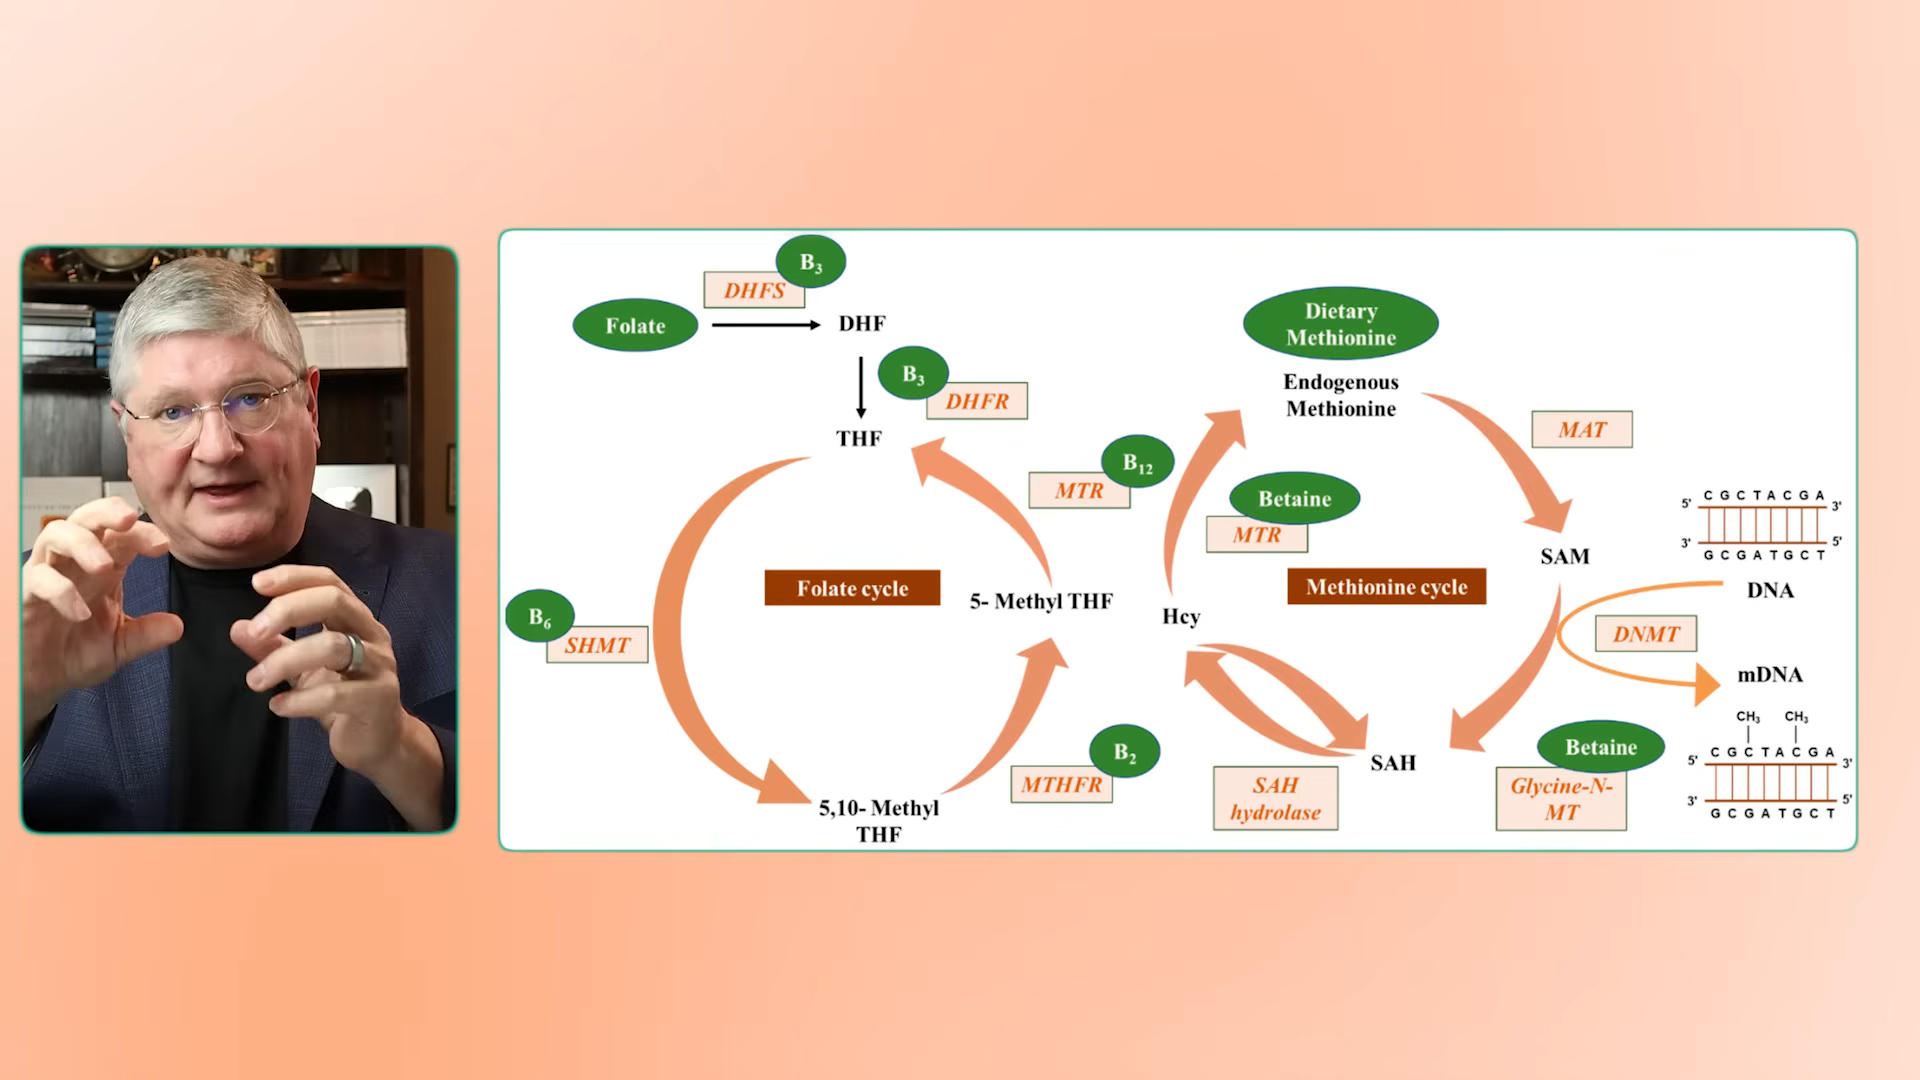 B₃
DHFS
Folate
DHF
B₃
DHFR
THF
B₁₂
MTR
B₆
SHMT
Folate cycle
5- Methyl THF
B₂
MTHFR
5,10- Methyl
THF
Dietary
Methionine
Endogenous
Methionine
MAT
Betaine
MTR
Methionine cycle
SAM
Hcy
SAH
SAH
hydrolase
Betaine
Glycine-N-
MT
5' C G C T A C G A 3'
3' G C G A T G C T 5'
DNA
DNMT
mDNA
CH₃ CH₃
5' C G C T A C G A 3'
3' G C G A T G C T 5'